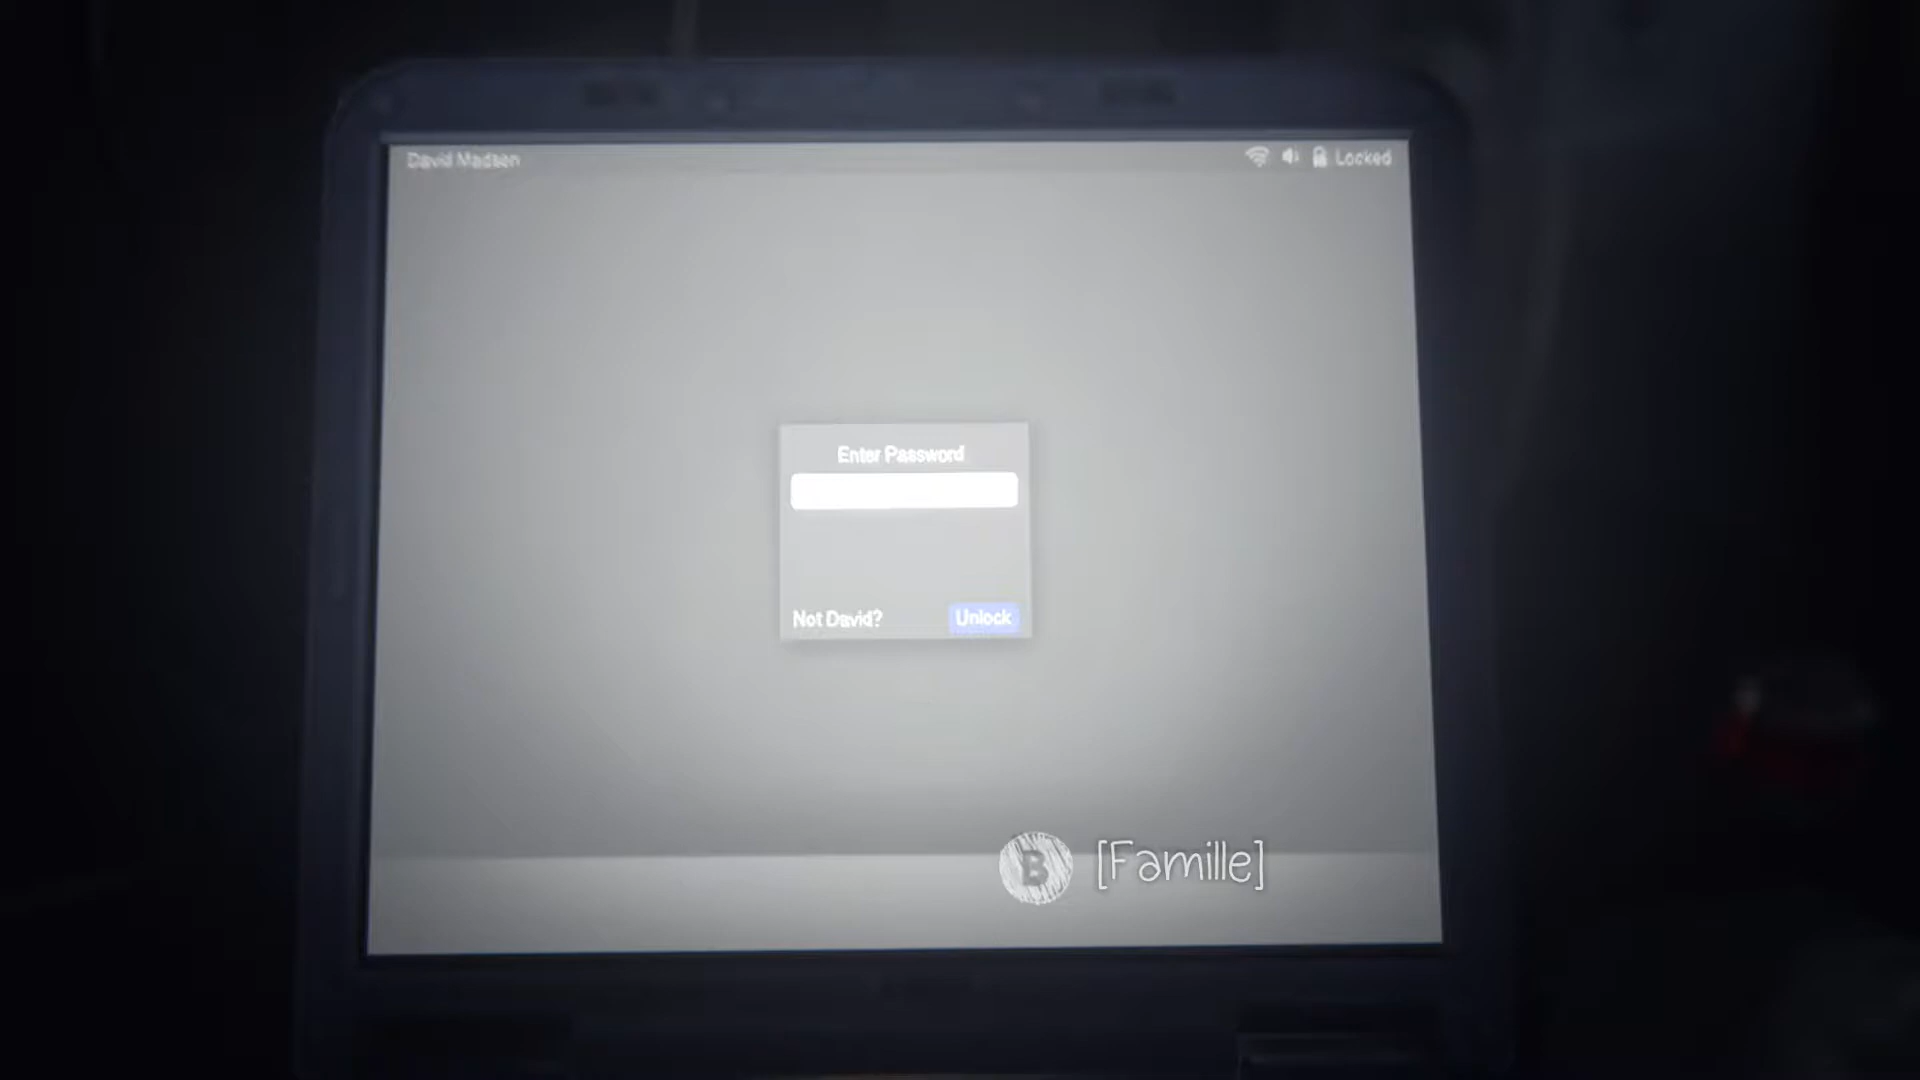 David Madsen
Locked
Enter Password
Not David?
Unlock
B [Famille]